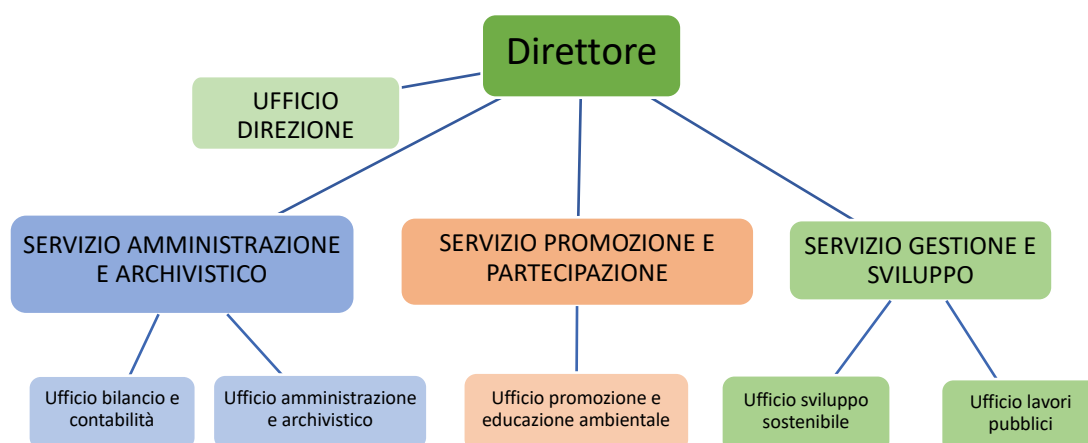 Direttore
UFFICIO
DIREZIONE
SERVIZIO AMMINISTRAZIONE
E ARCHIVISTICO
SERVIZIO PROMOZIONE E
PARTECIPAZIONE
SERVIZIO GESTIONE E
SVILUPPO
Ufficio bilancio e
contabilità
Ufficio amministrazione
e archivistico
Ufficio promozione e
educazione ambientale
Ufficio sviluppo
sostenibile
Ufficio lavori
pubblici